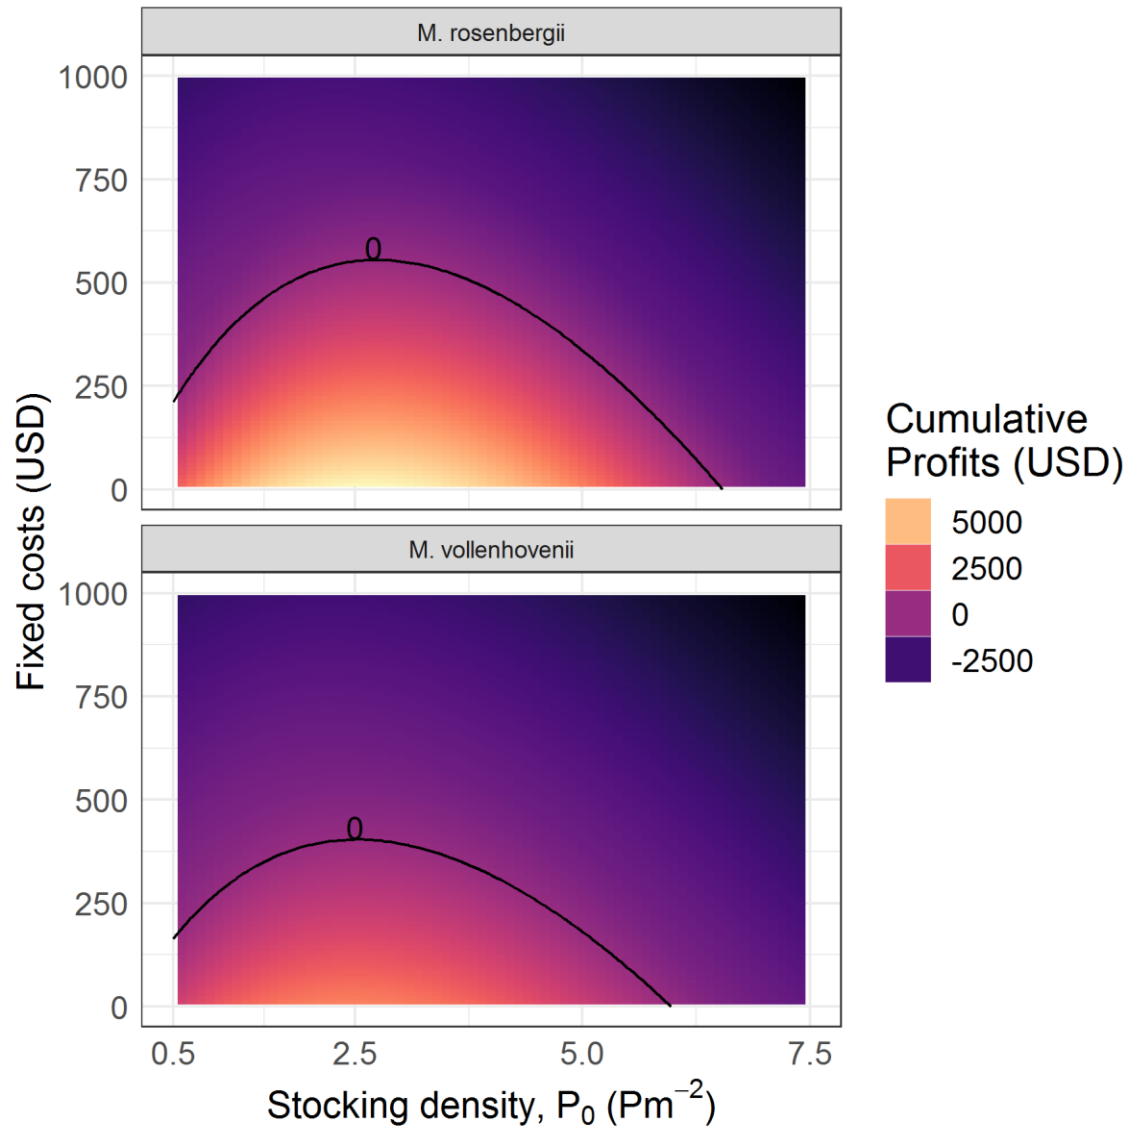 M. rosenbergii
1000
750
500
250
0
0
M. vollenhovenii
1000
750
500
250
0
0
0.5 2.5 5.0 7.5
Stocking density, P₀ (Pm⁻²)
Fixed costs (USD)
Cumulative
Profits (USD)
5000
2500
0
-2500